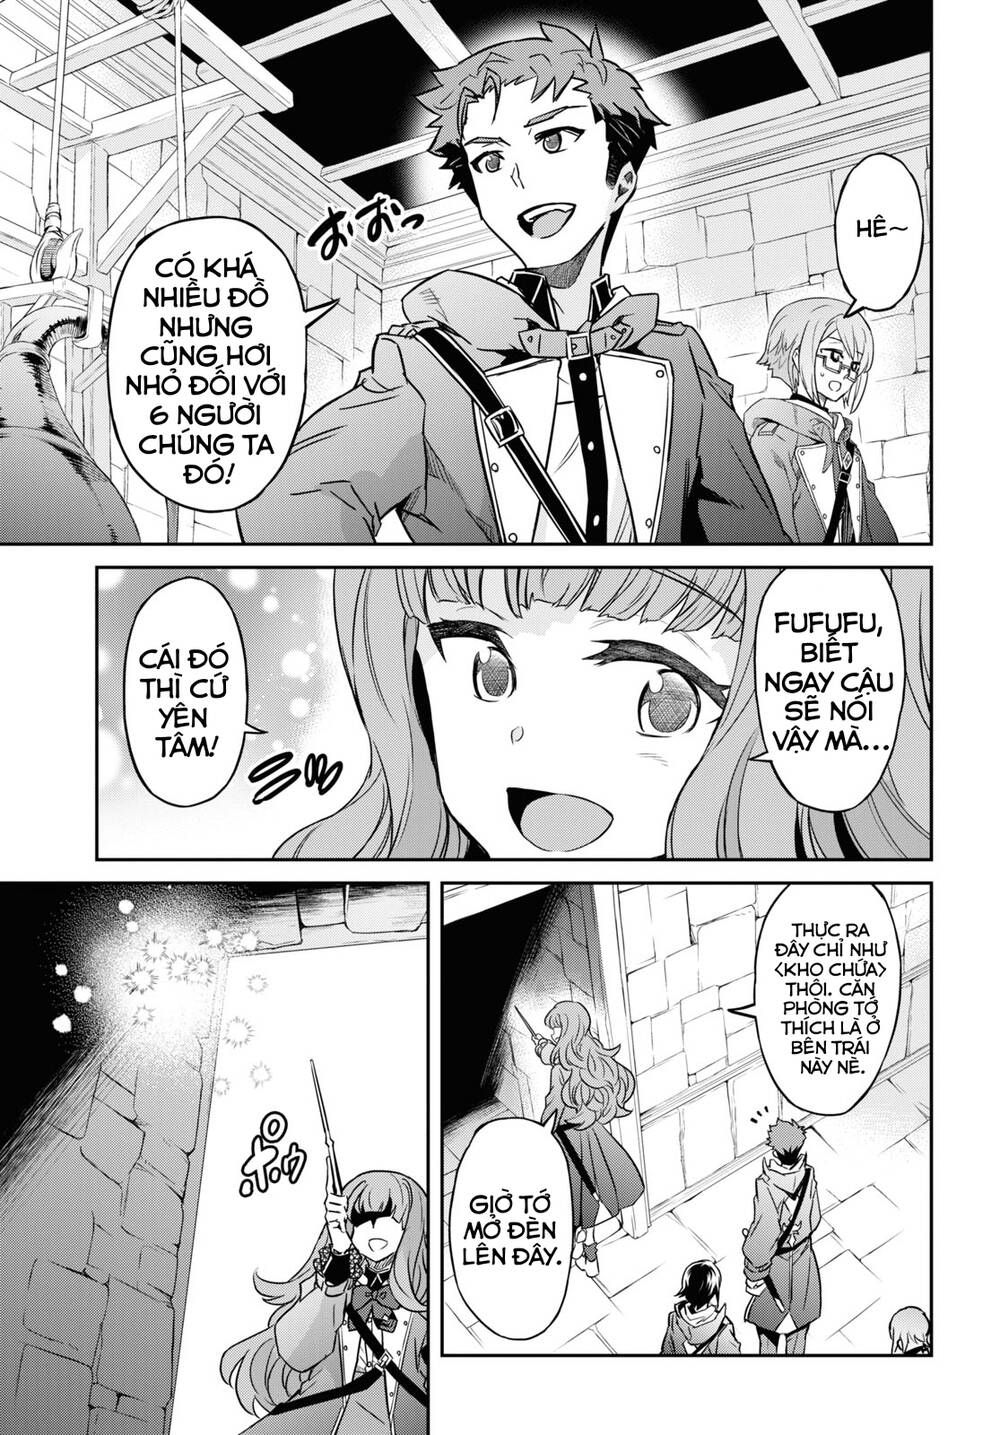 HÊ~
おおっ
CÓ KHÁ
NHIỀU ĐỒ
NHƯNG
CŨNG HƠI
NHỎ ĐỐI VỚI
6 NGƯỜI
CHÚNG TA
ĐÓ!
FUFUFU,
BIẾT
NGAY CẬU
SẼ NÓI
VẬY MÀ...
CÁI ĐÓ
THÌ CỨ
YÊN
TÂM!
ニッ
THỰC RA
ĐÂY CHỈ NHƯ
<KHO CHỨA>
THÔI. CĂN
PHÒNG TỚ
THÍCH LÀ Ở
BÊN TRÁI
NÀY NÈ.
GIỜ TỚ
MỞ ĐÈN
LÊN ĐÂY.
ポゥ